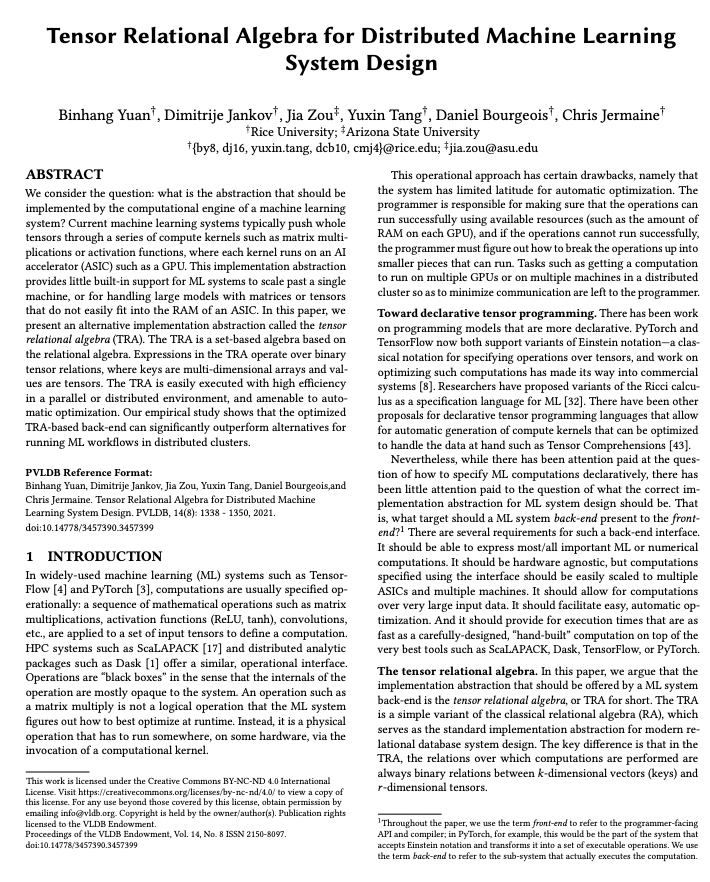 Tensor Relational Algebra for Distributed Machine Learning
System Design
Binhang Yuan†, Dimitrije Jankov†, Jia Zou‡, Yuxin Tang†, Daniel Bourgeois†, Chris Jermaine†
†Rice University; ‡Arizona State University
†{by8, dj16, yuxin.tang, dcb10, cmj4}@rice.edu; ‡jia.zou@asu.edu
ABSTRACT
We consider the question: what is the abstraction that should be
implemented by the computational engine of a machine learning
system? Current machine learning systems typically push whole
tensors through a series of compute kernels such as matrix multi-
plications or activation functions, where each kernel runs on an AI
accelerator (ASIC) such as a GPU. This implementation abstraction
provides little built-in support for ML systems to scale past a single
machine, or for handling large models with matrices or tensors
that do not easily fit into the RAM of an ASIC. In this paper, we
present an alternative implementation abstraction called the tensor
relational algebra (TRA). The TRA is a set-based algebra based on
the relational algebra. Expressions in the TRA operate over binary
tensor relations, where keys are multi-dimensional arrays and val-
ues are tensors. The TRA is easily executed with high efficiency
in a parallel or distributed environment, and amenable to auto-
matic optimization. Our empirical study shows that the optimized
TRA-based back-end can significantly outperform alternatives for
running ML workflows in distributed clusters.
PVLDB Reference Format:
Binhang Yuan, Dimitrije Jankov, Jia Zou, Yuxin Tang, Daniel Bourgeois,and
Chris Jermaine. Tensor Relational Algebra for Distributed Machine
Learning System Design. PVLDB, 14(8): 1338 - 1350, 2021.
doi:10.14778/3457390.3457399
1 INTRODUCTION
In widely-used machine learning (ML) systems such as Tensor-
Flow [4] and PyTorch [3], computations are usually specified op-
erationally: a sequence of mathematical operations such as matrix
multiplications, activation functions (ReLU, tanh), convolutions,
etc., are applied to a set of input tensors to define a computation.
HPC systems such as ScaLAPACK [17] and distributed analytic
packages such as Dask [1] offer a similar, operational interface.
Operations are "black boxes" in the sense that the internals of the
operation are mostly opaque to the system. An operation such as
a matrix multiply is not a logical operation that the ML system
figures out how to best optimize at runtime. Instead, it is a physical
operation that has to run somewhere, on some hardware, via the
invocation of a computational kernel.
This work is licensed under the Creative Commons BY-NC-ND 4.0 International
License. Visit https://creativecommons.org/licenses/by-nc-nd/4.0/ to view a copy of
this license. For any use beyond those covered by this license, obtain permission by
emailing info@vldb.org. Copyright is held by the owner/author(s). Publication rights
licensed to the VLDB Endowment.
Proceedings of the VLDB Endowment, Vol. 14, No. 8 ISSN 2150-8097.
doi:10.14778/3457390.3457399
This operational approach has certain drawbacks, namely that
the system has limited latitude for automatic optimization. The
programmer is responsible for making sure that the operations can
run successfully using available resources (such as the amount of
RAM on each GPU), and if the operations cannot run successfully,
the programmer must figure out how to break the operations up into
smaller pieces that can run. Tasks such as getting a computation
to run on multiple GPUs or on multiple machines in a distributed
cluster so as to minimize communication are left to the programmer.
Toward declarative tensor programming. There has been work
on programming models that are more declarative. PyTorch and
TensorFlow now both support variants of Einstein notation—a clas-
sical notation for specifying operations over tensors, and work on
optimizing such computations has made its way into commercial
systems [8]. Researchers have proposed variants of the Ricci calcu-
lus as a specification language for ML [32]. There have been other
proposals for declarative tensor programming languages that allow
for automatic generation of compute kernels that can be optimized
to handle the data at hand such as Tensor Comprehensions [43].
Nevertheless, while there has been attention paid at the ques-
tion of how to specify ML computations declaratively, there has
been little attention paid to the question of what the correct im-
plementation abstraction for ML system design should be. That
is, what target should a ML system back-end present to the front-
end?¹ There are several requirements for such a back-end interface.
It should be able to express most/all important ML or numerical
computations. It should be hardware agnostic, but computations
specified using the interface should be easily scaled to multiple
ASICs and multiple machines. It should allow for computations
over very large input data. It should facilitate easy, automatic op-
timization. And it should provide for execution times that are as
fast as a carefully-designed, "hand-built" computation on top of the
very best tools such as ScaLAPACK, Dask, TensorFlow, or PyTorch.
The tensor relational algebra. In this paper, we argue that the
implementation abstraction that should be offered by a ML system
back-end is the tensor relational algebra, or TRA for short. The TRA
is a simple variant of the classical relational algebra (RA), which
serves as the standard implementation abstraction for modern re-
lational database system design. The key difference is that in the
TRA, the relations over which computations are performed are
always binary relations between k-dimensional vectors (keys) and
r-dimensional tensors.
¹Throughout the paper, we use the term front-end to refer to the programmer-facing
API and compiler; in PyTorch, for example, this would be the part of the system that
accepts Einstein notation and transforms it into a set of executable operations. We use
the term back-end to refer to the sub-system that actually executes the computation.